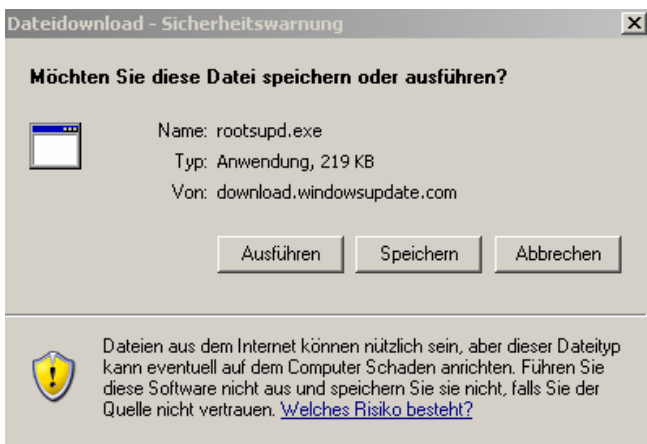 Dateidownload - Sicherheitswarnung
Möchten Sie diese Datei speichern oder ausführen?
Name: rootsupd.exe
Typ: Anwendung, 219 KB
Von: download.windowsupdate.com
Ausführen Speichern Abbrechen
Dateien aus dem Internet können nützlich sein, aber dieser Dateityp
kann eventuell auf dem Computer Schaden anrichten. Führen Sie
diese Software nicht aus und speichern Sie sie nicht, falls Sie der
Quelle nicht vertrauen. Welches Risiko besteht?